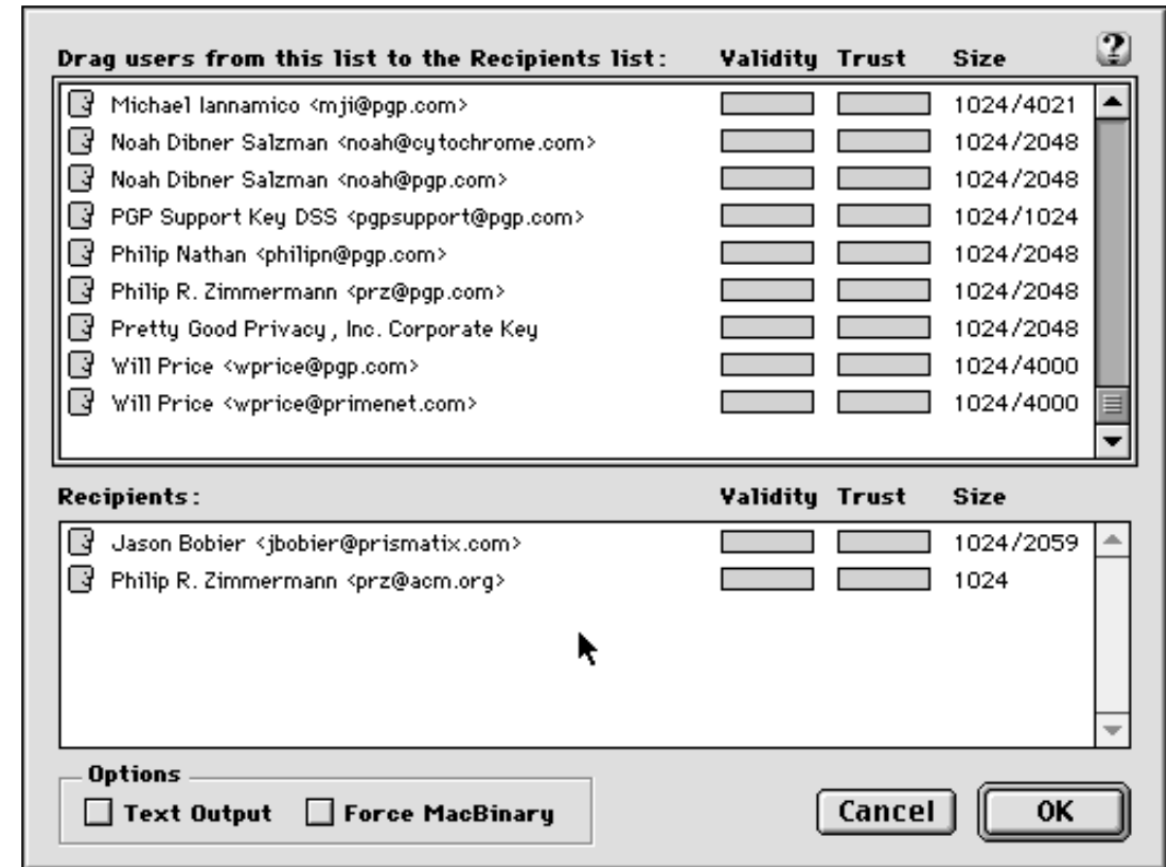 Drag users from this list to the Recipients list: Validity Trust Size ?
Michael Iannamico <mji@pgp.com> 1024/4021
Noah Dibner Salzman <noah@cytochrome.com> 1024/2048
Noah Dibner Salzman <noah@pgp.com> 1024/2048
PGP Support Key DSS <pgpsupport@pgp.com> 1024/1024
Philip Nathan <philipn@pgp.com> 1024/2048
Philip R. Zimmermann <prz@pgp.com> 1024/2048
Pretty Good Privacy, Inc. Corporate Key 1024/2048
Will Price <wprice@pgp.com> 1024/4000
Will Price <wprice@primenet.com> 1024/4000
Recipients: Validity Trust Size
Jason Bobier <jbobier@prismatix.com> 1024/2059
Philip R. Zimmermann <prz@acm.org> 1024
Options
Text Output Force MacBinary Cancel OK